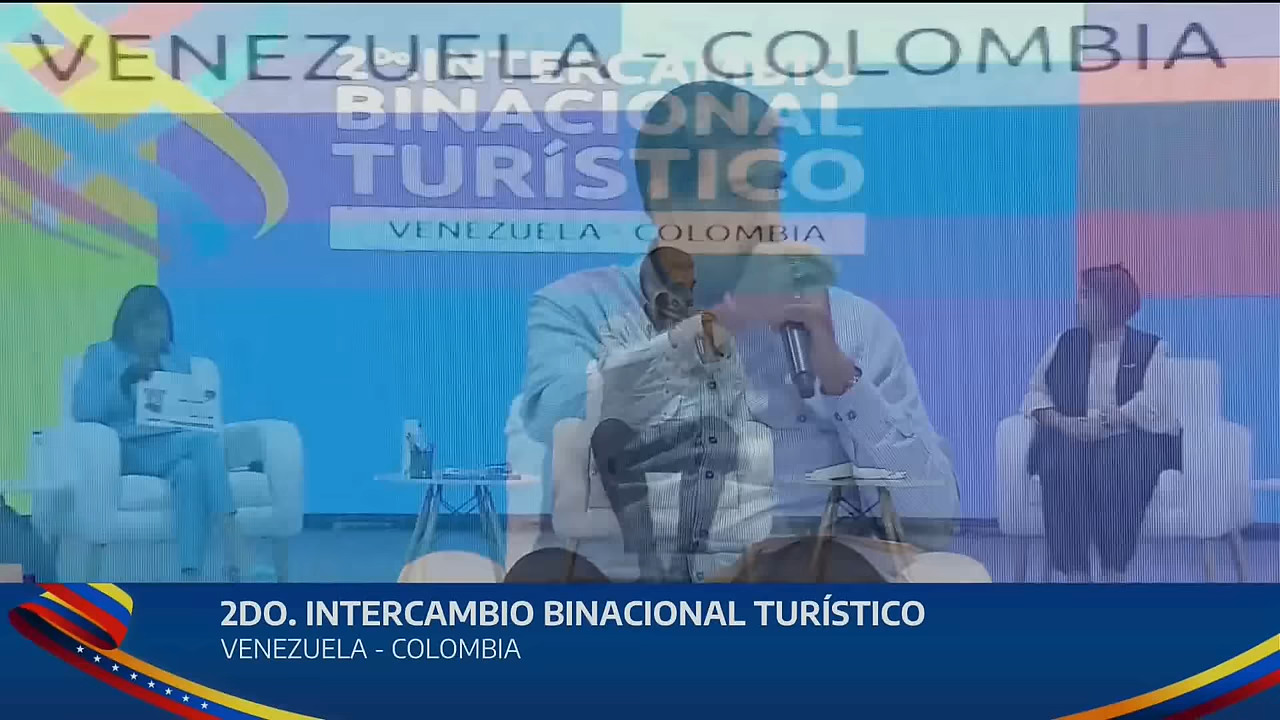 VENEZUELA - COLOMBIA
2do. INTERCAMBIO
BINACIONAL
TURÍSTICO
VENEZUELA - COLOMBIA
2DO. INTERCAMBIO BINACIONAL TURÍSTICO
VENEZUELA - COLOMBIA